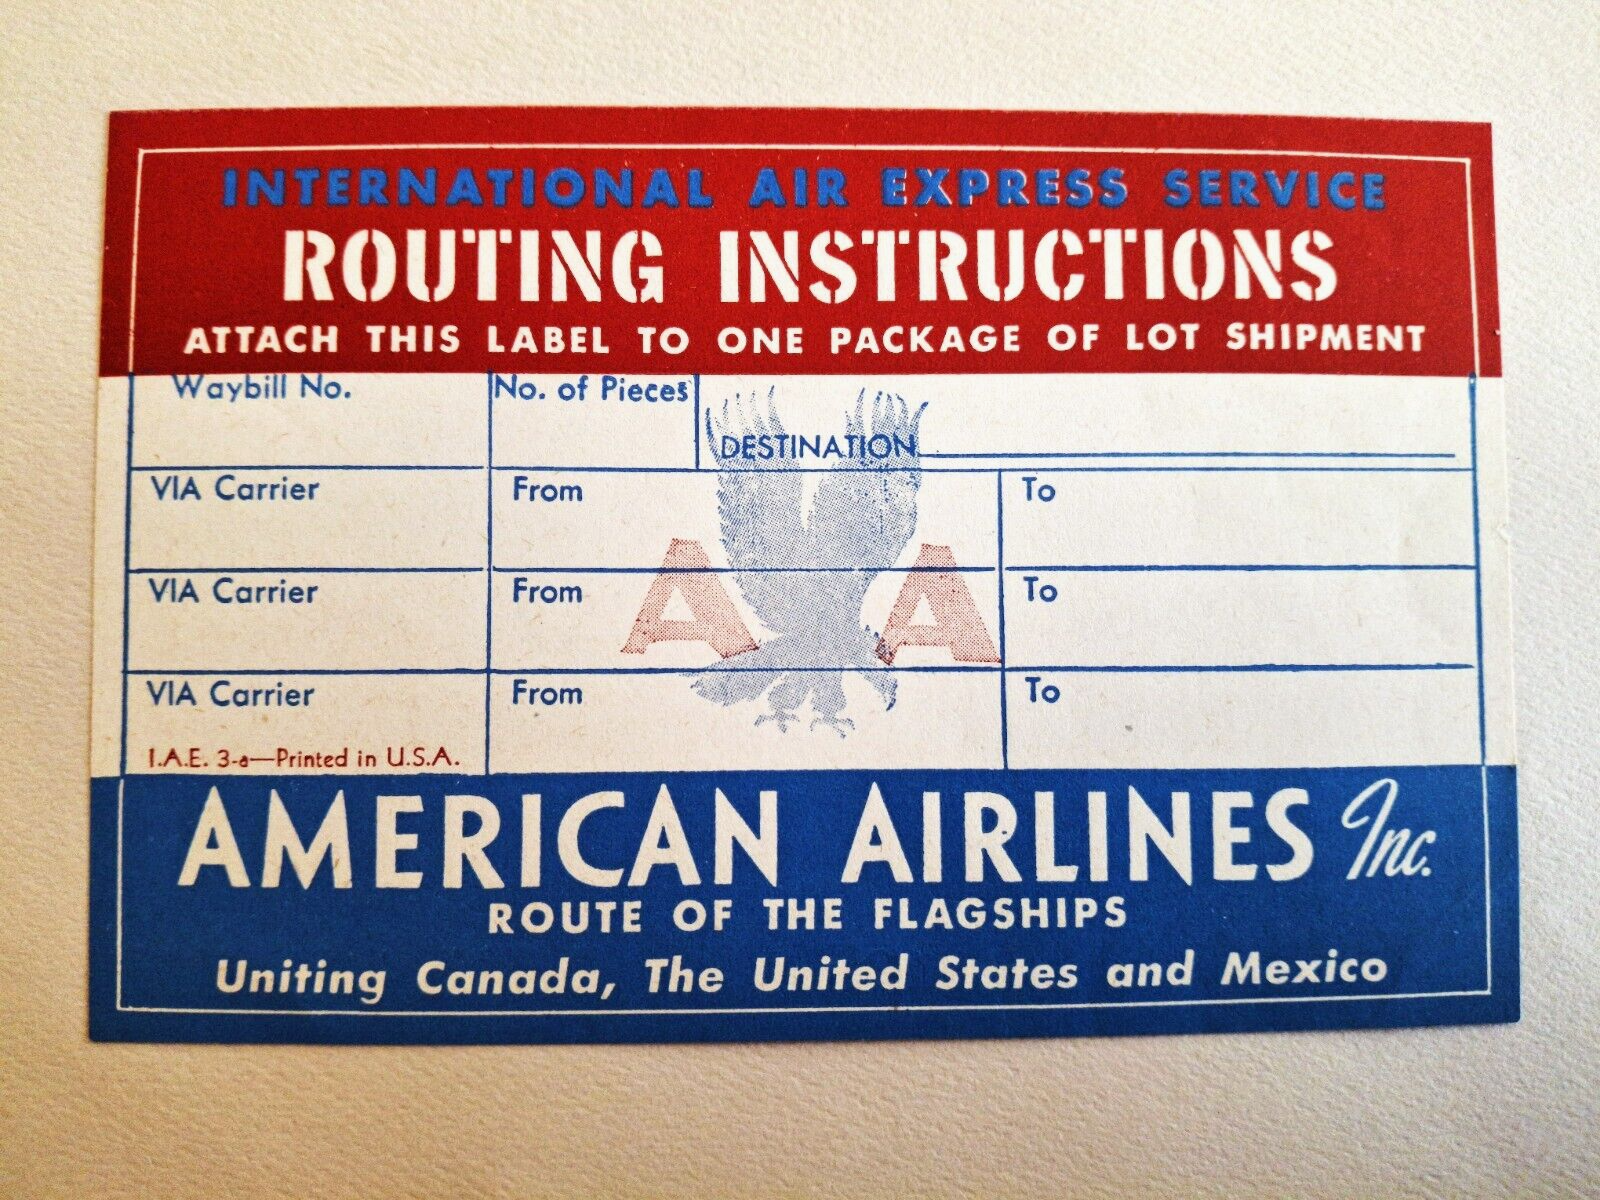 INTERNATIONAL AIR EXPRESS SERVICE
ROUTING INSTRUCTIONS
ATTACH THIS LABEL TO ONE PACKAGE OF LOT SHIPMENT
Waybill No. No. of Pieces
DESTINATION
VIA Carrier From To
A A
VIA Carrier From To
VIA Carrier From To
I.A.E. 3-a—Printed in U.S.A.
AMERICAN AIRLINES Inc.
ROUTE OF THE FLAGSHIPS
Uniting Canada, The United States and Mexico